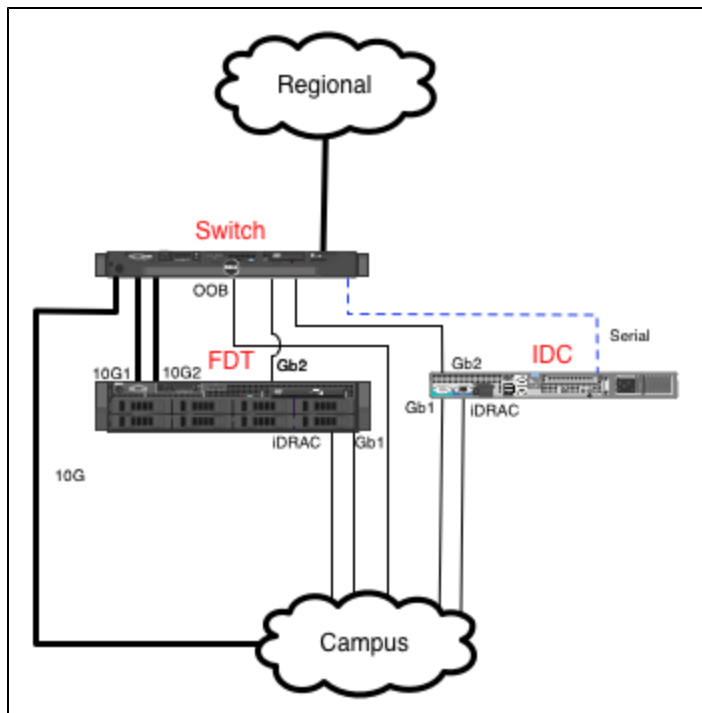 Regional
Switch
OOB
Serial
10G1
10G2
FDT
Gb2
Gb2
IDC
Gb1
iDRAC
iDRAC
Gb1
10G
Campus